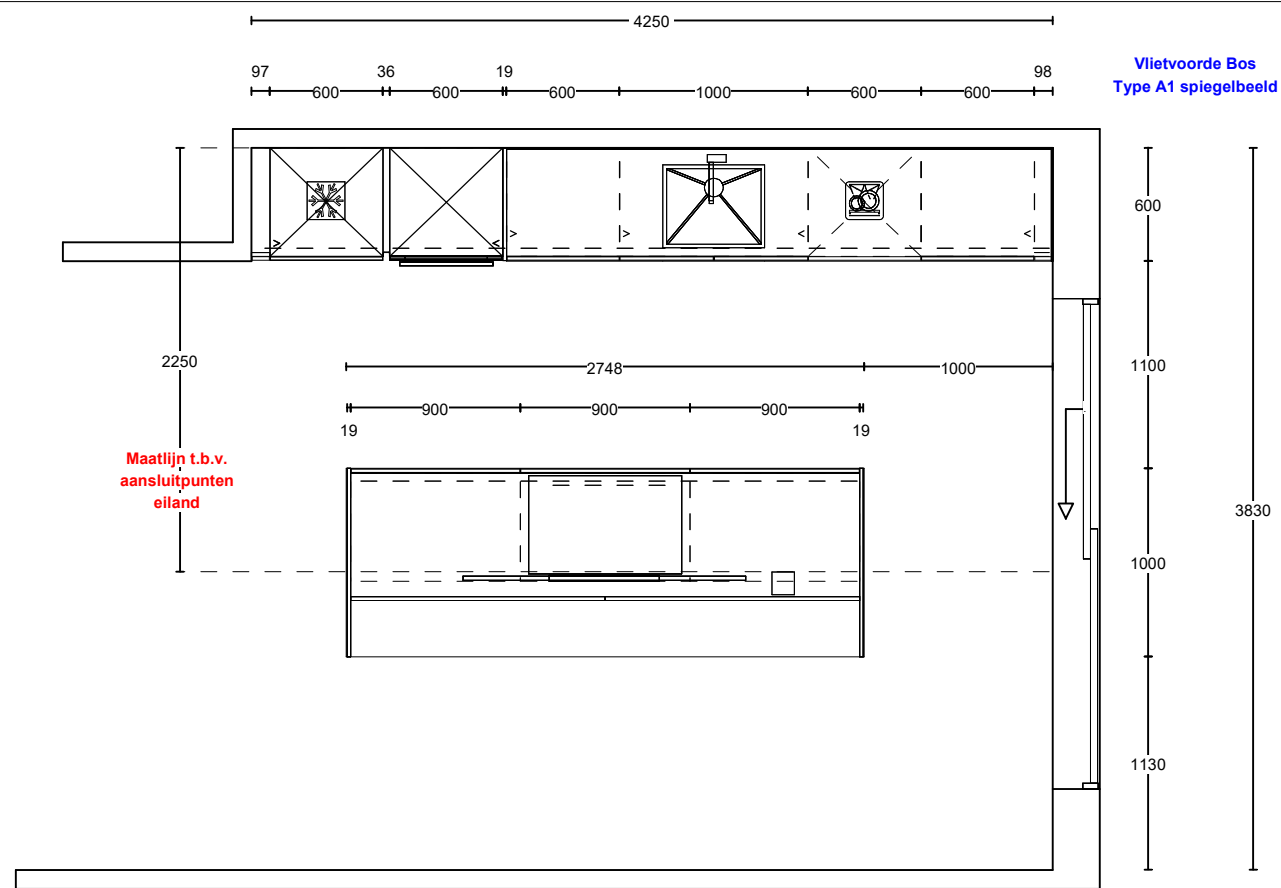 4250
97 36 19 98
600 600 600 1000 600 600
Vlietvoorde Bos
Type A1 spiegelbeeld
600
2250
1100
2748 1000
900 900 900
19 19
Maatlijn t.b.v.
aansluitpunten
eiland
3830
1000
1130